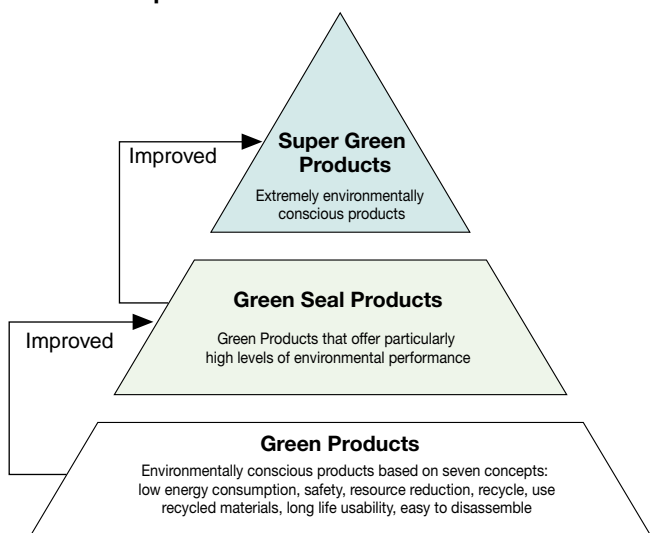 Improved
Super Green
Products
Extremely environmentally
conscious products
Improved
Green Seal Products
Green Products that offer particularly
high levels of environmental performance
Green Products
Environmentally conscious products based on seven concepts:
low energy consumption, safety, resource reduction, recycle, use
recycled materials, long life usability, easy to disassemble